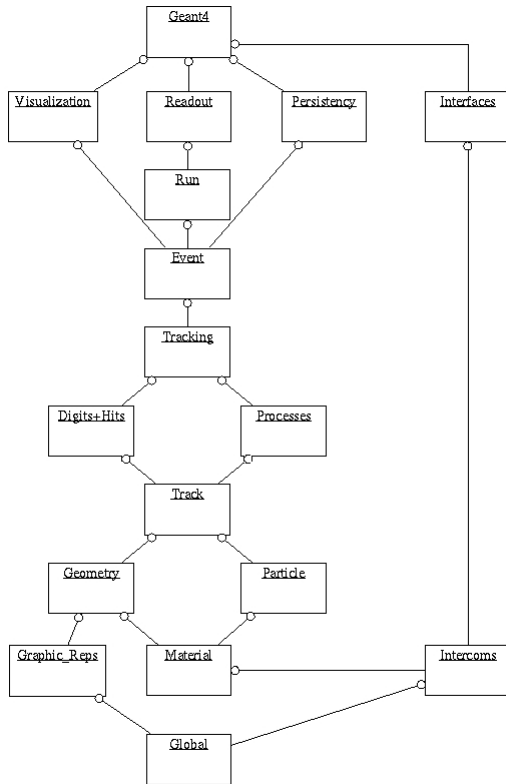 Geant4
Visualization
Readout
Persistency
Interfaces
Run
Event
Tracking
Digits+Hits
Processes
Track
Geometry
Particle
Graphic_Reps
Material
Intercoms
Global